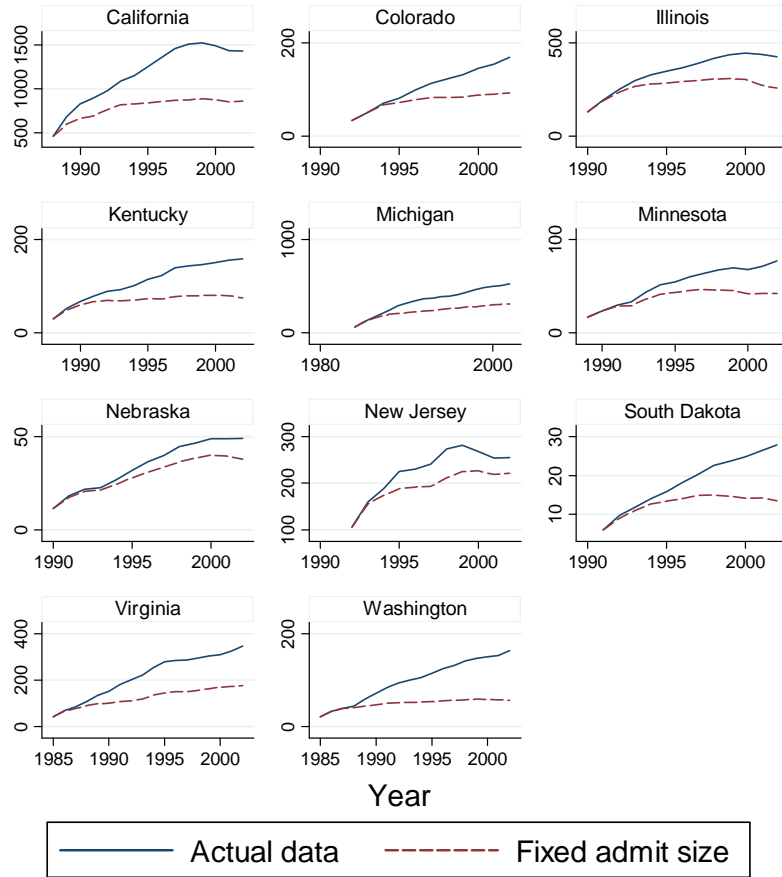 California
Colorado
Illinois
500 1000 1500
0 200
0 500
1990 1995 2000
1990 1995 2000
1990 1995 2000
Kentucky
Michigan
Minnesota
0 200
0 1000
0 100
1990 1995 2000
1980 2000
1990 1995 2000
Nebraska
New Jersey
South Dakota
0 50
100 200 300
10 20 30
1990 1995 2000
1990 1995 2000
1990 1995 2000
Virginia
Washington
0 200 400
0 200
1985 1990 1995 2000
1985 1990 1995 2000
Year
Actual data
Fixed admit size